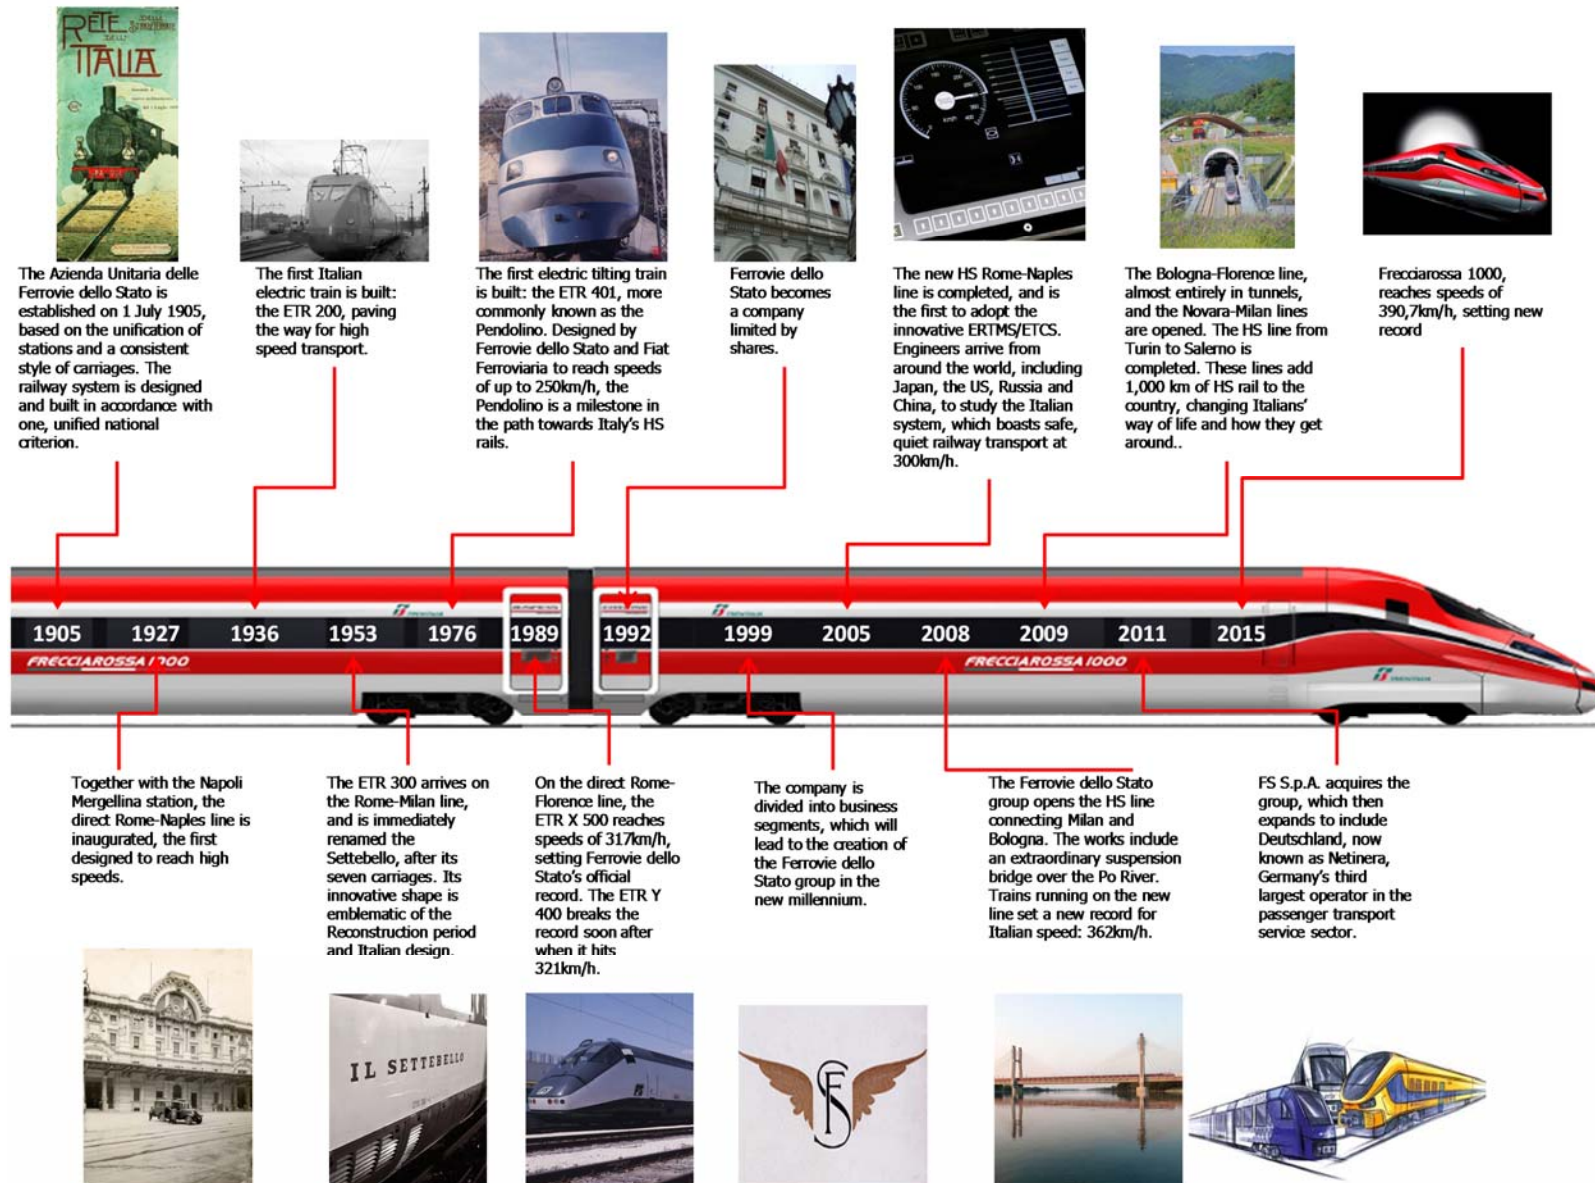 RETE
DELLE
STRADE FERRATE
DELL'
ITALIA
The Azienda Unitaria delle
Ferrovie dello Stato is
established on 1 July 1905,
based on the unification of
stations and a consistent
style of carriages. The
railway system is designed
and built in accordance with
one, unified national
criterion.
The first Italian
electric train is built:
the ETR 200, paving
the way for high
speed transport.
The first electric tilting train
is built: the ETR 401, more
commonly known as the
Pendolino. Designed by
Ferrovie dello Stato and Fiat
Ferroviaria to reach speeds
of up to 250km/h, the
Pendolino is a milestone in
the path towards Italy's HS
rails.
Ferrovie dello
Stato becomes
a company
limited by
shares.
The new HS Rome-Naples
line is completed, and is
the first to adopt the
innovative ERTMS/ETCS.
Engineers arrive from
around the world, including
Japan, the US, Russia and
China, to study the Italian
system, which boasts safe,
quiet railway transport at
300km/h.
The Bologna-Florence line,
almost entirely in tunnels,
and the Novara-Milan lines
are opened. The HS line from
Turin to Salerno is
completed. These lines add
1,000 km of HS rail to the
country, changing Italians'
way of life and how they get
around..
Frecciarossa 1000,
reaches speeds of
390,7km/h, setting new
record
TRENITALIA
TRENITALIA
1905 1927 1936 1953 1976 1989 1992 1999 2005 2008 2009 2011 2015
FRECCIAROSSA 1000
FRECCIAROSSA 1000
TRENITALIA
Together with the Napoli
Mergellina station, the
direct Rome-Naples line is
inaugurated, the first
designed to reach high
speeds.
The ETR 300 arrives on
the Rome-Milan line,
and is immediately
renamed the
Settebello, after its
seven carriages. Its
innovative shape is
emblematic of the
Reconstruction period
and Italian design.
On the direct Rome-
Florence line, the
ETR X 500 reaches
speeds of 317km/h,
setting Ferrovie dello
Stato's official
record. The ETR Y
400 breaks the
record soon after
when it hits
321km/h.
The company is
divided into business
segments, which will
lead to the creation of
the Ferrovie dello
Stato group in the
new millennium.
The Ferrovie dello Stato
group opens the HS line
connecting Milan and
Bologna. The works include
an extraordinary suspension
bridge over the Po River.
Trains running on the new
line set a new record for
Italian speed: 362km/h.
FS S.p.A. acquires the
group, which then
expands to include
Deutschland, now
known as Netinera,
Germany's third
largest operator in the
passenger transport
service sector.
IL SETTEBELLO
FS